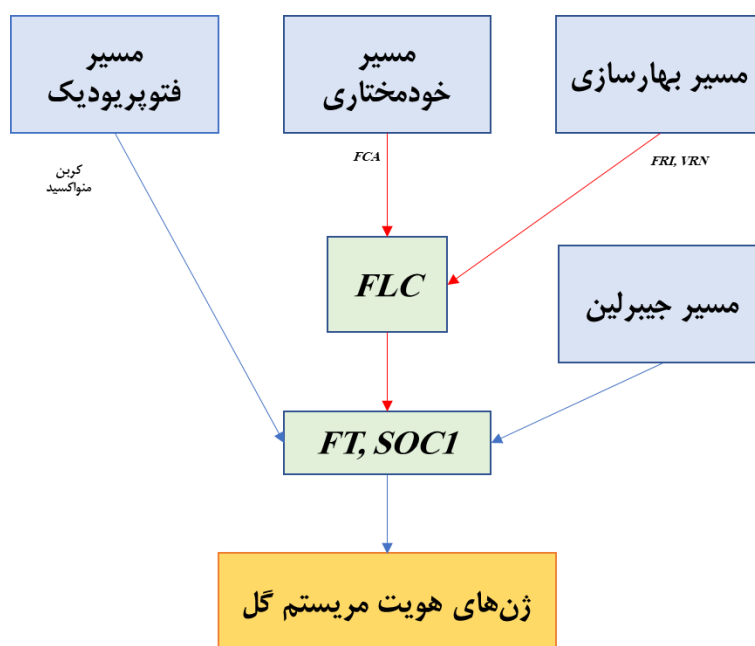 مسیر
فتوپریودیک
مسیر
خودمختاری
مسیر بهارسازی
کربن
منواکسید
FCA
FRI, VRN
FLC
مسیر جیبرلین
FT, SOC1
ژن‌های هویت مریستم گل